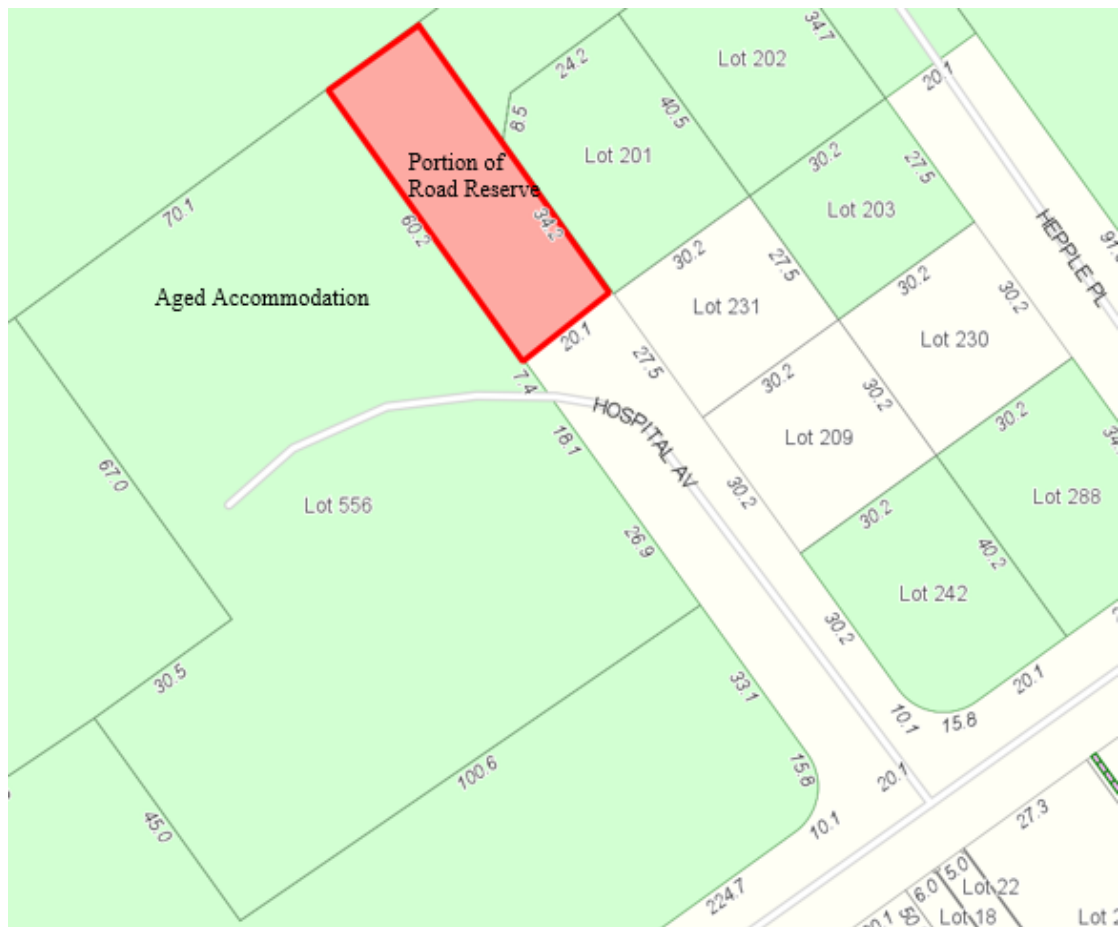 34.7
Lot 202
24.2
20.1
40.5
8.5
Lot 201
30.2
27.5
Portion of
Road Reserve
Lot 203
70.1
60.2
34.2
HEPPLE PL
30.2
27.5
30.2
30.2
Aged Accommodation
Lot 231
Lot 230
20.1
27.5
7.4
30.2
30.2
HOSPITAL AV
30.2
18.1
Lot 209
67.0
Lot 556
30.2
30.2
Lot 288
26.9
40.2
Lot 242
30.2
30.5
33.1
20.1
10.1
15.8
100.6
15.8
20.1
45.0
10.1
27.3
224.7
5.0
6.0
Lot 22
50
Lot 18